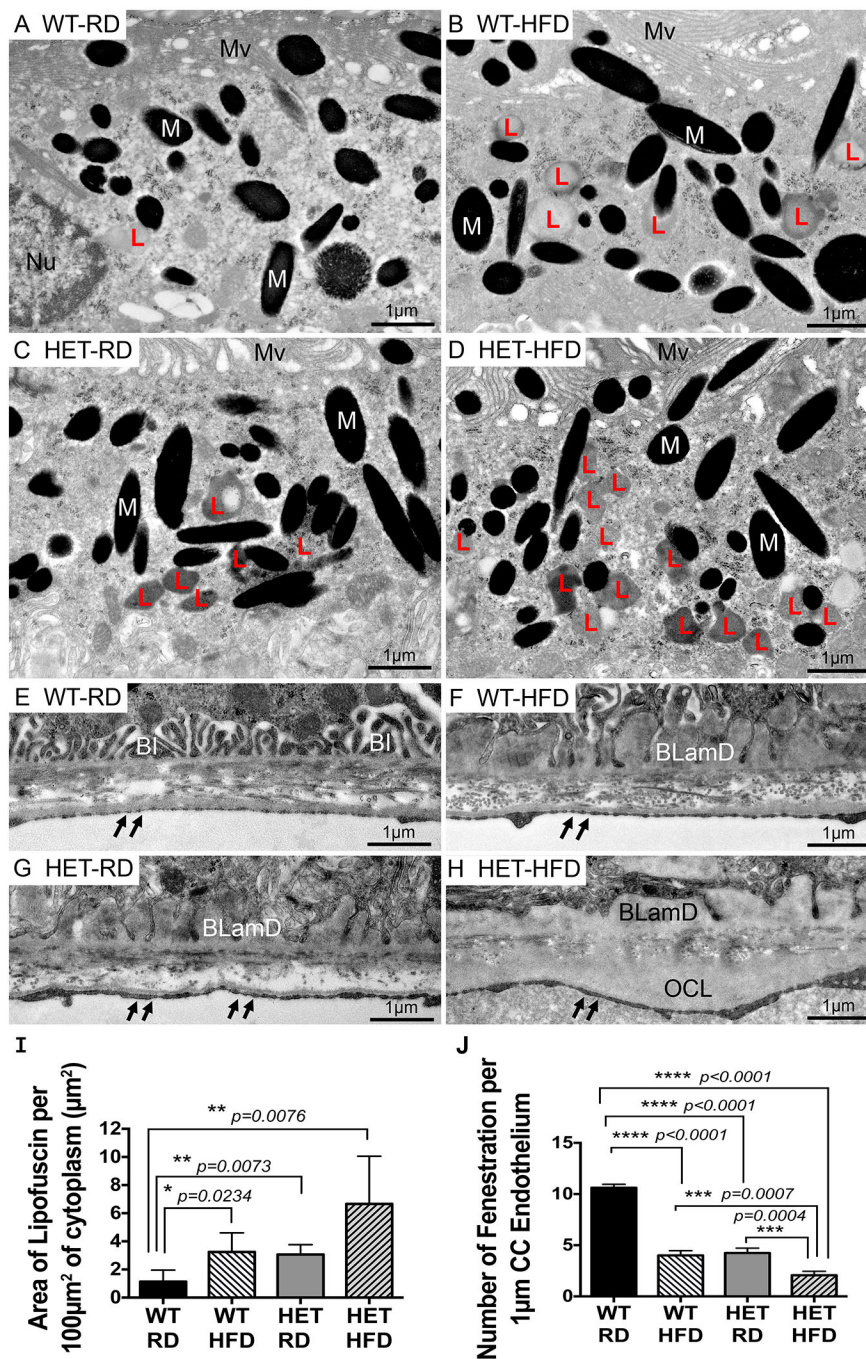 A WT-RD
Mv
M
L
Nu
M
1µm
B WT-HFD
Mv
L
M
L
L
L
L
L
M
1µm
C HET-RD
Mv
M
M
L
L
L
L
L
L
1µm
D HET-HFD
Mv
M
L
L
L
L
L
L
M
L
L
L
L
L
L
L
L
1µm
E WT-RD
BI
BI
1µm
F WT-HFD
BLamD
1µm
G HET-RD
BLamD
1µm
H HET-HFD
BLamD
OCL
1µm
I
Area of Lipofuscin per
100µm² of cytoplasm (µm²)
12
10
8
6
4
2
0
** p=0.0076
** p=0.0073
* p=0.0234
WT RD
WT HFD
HET RD
HET HFD
J
Number of Fenestration per
1µm CC Endothelium
15
10
5
0
**** p<0.0001
**** p<0.0001
**** p<0.0001
*** p=0.0007
p=0.0004
***
WT RD
WT HFD
HET RD
HET HFD